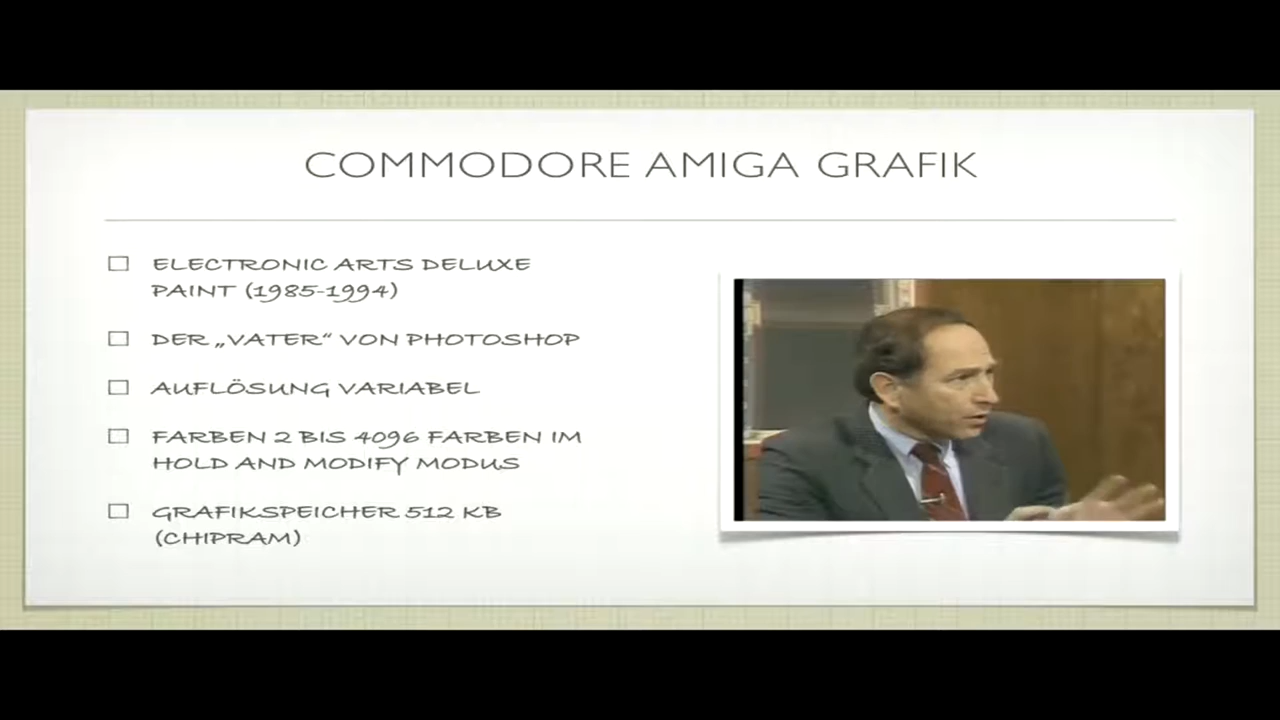 COMMODORE AMIGA GRAFIK
ELECTRONIC ARTS DELUXE
PAINT (1985-1994)
DER „VATER“ VON PHOTOSHOP
AUFLÖSUNG VARIABEL
FARBEN 2 BIS 4096 FARBEN IM
HOLD AND MODIFY MODUS
GRAFIKSPEICHER 512 KB
(CHIPRAM)